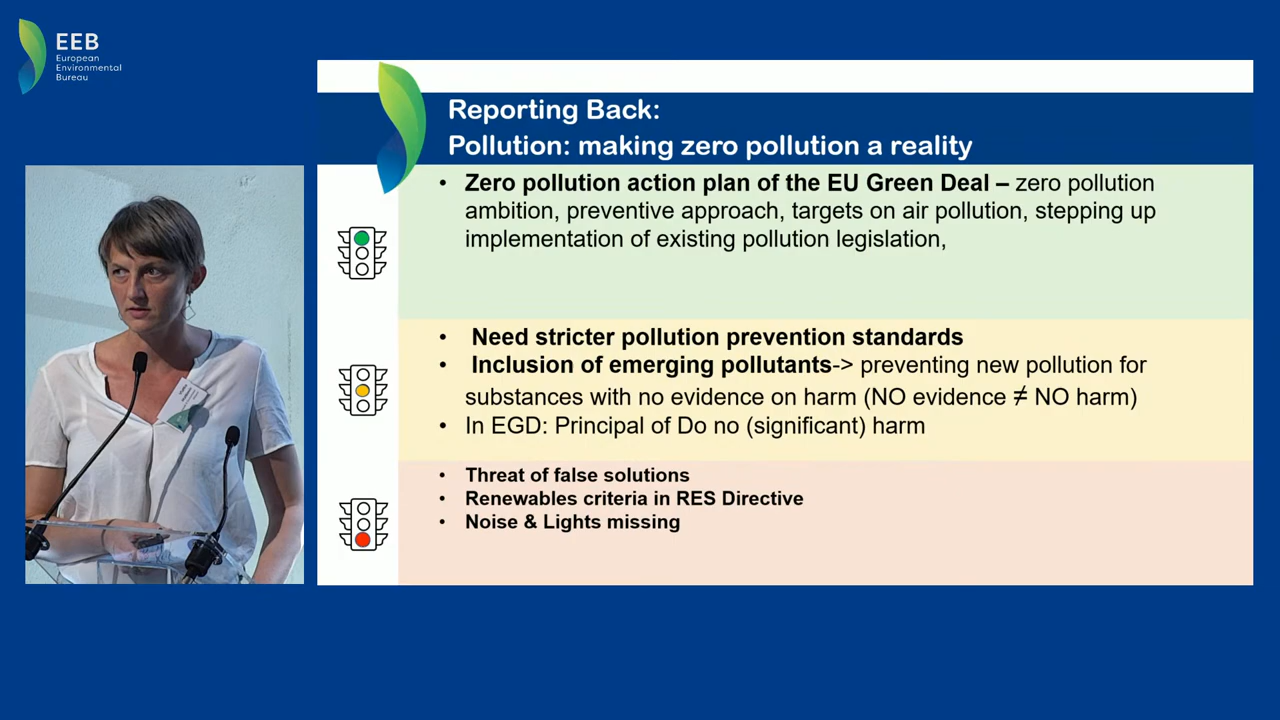 EEB
European
Environmental
Bureau
Reporting Back:
Pollution: making zero pollution a reality
• Zero pollution action plan of the EU Green Deal – zero pollution
ambition, preventive approach, targets on air pollution, stepping up
implementation of existing pollution legislation,
• Need stricter pollution prevention standards
• Inclusion of emerging pollutants-> preventing new pollution for
substances with no evidence on harm (NO evidence ≠ NO harm)
• In EGD: Principal of Do no (significant) harm
• Threat of false solutions
• Renewables criteria in RES Directive
• Noise & Lights missing